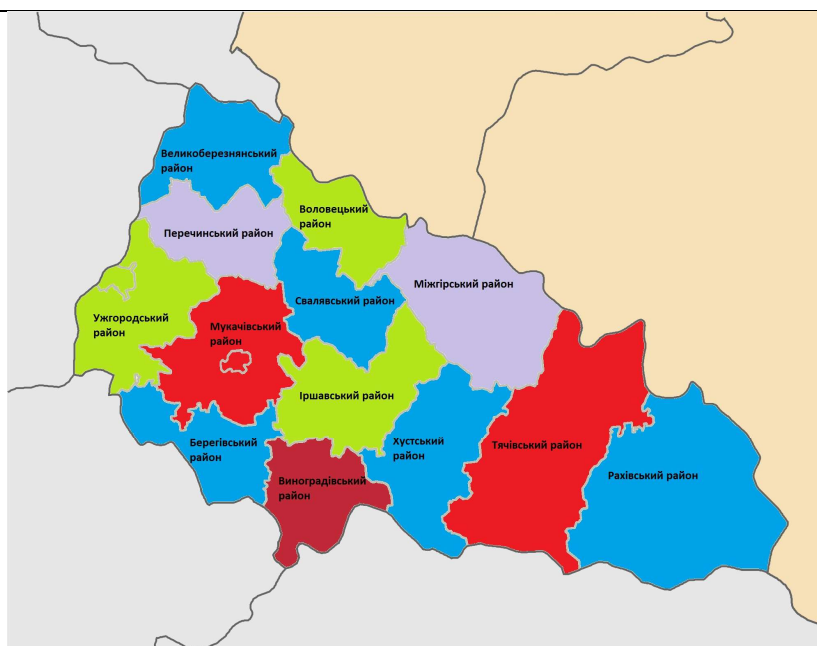 Великоберезнянський
район
Воловецький
район
Перечинський район
Міжгірський район
Свалявський район
Ужгородський
район
Мукачівський
район
Іршавський район
Берегівський
район
Хустський
район
Тячівський район
Рахівський район
Виноградівський
район